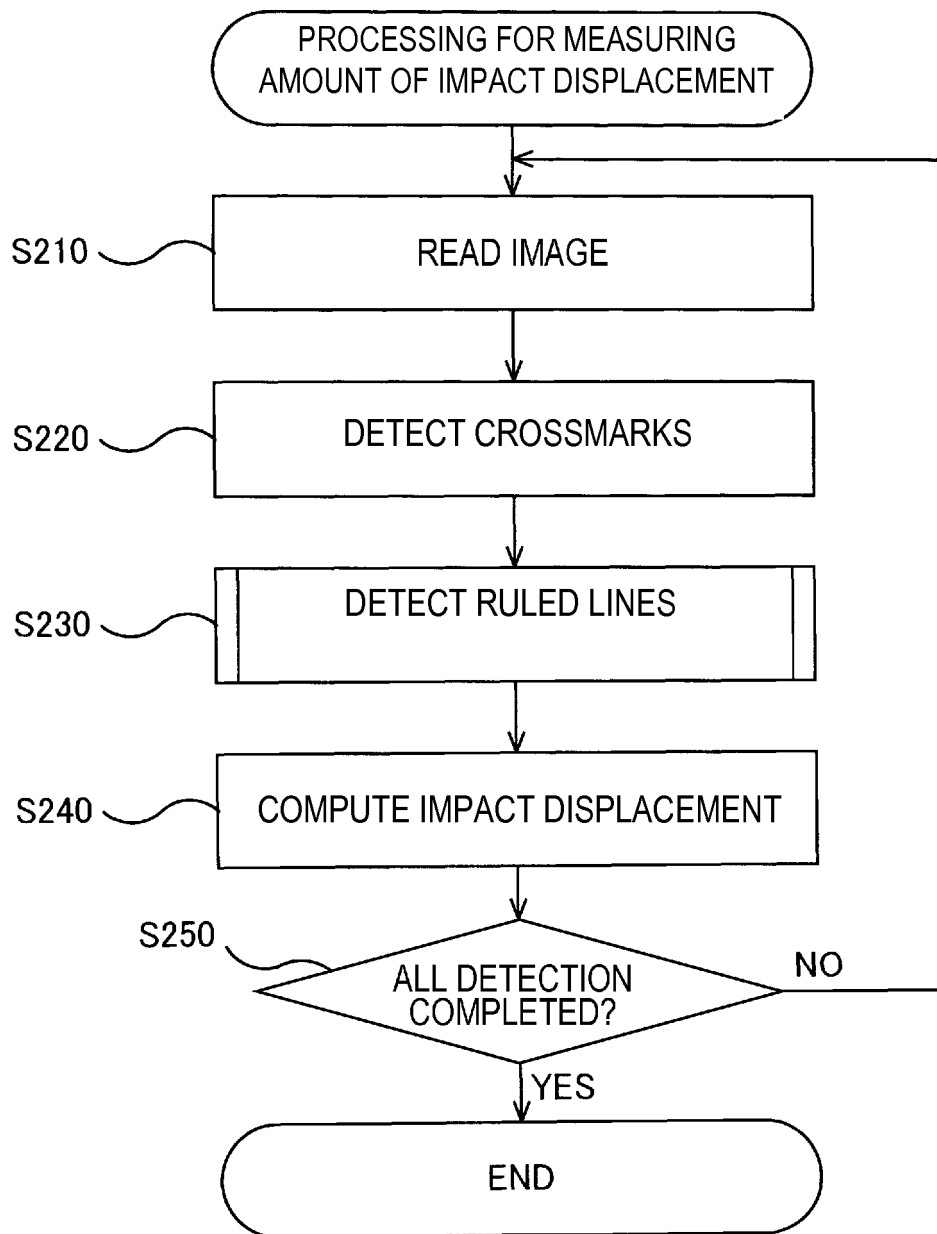 PROCESSING FOR MEASURING
AMOUNT OF IMPACT DISPLACEMENT
S210
READ IMAGE
S220
DETECT CROSSMARKS
S230
DETECT RULED LINES
S240
COMPUTE IMPACT DISPLACEMENT
S250
ALL DETECTION
COMPLETED?
NO
YES
END